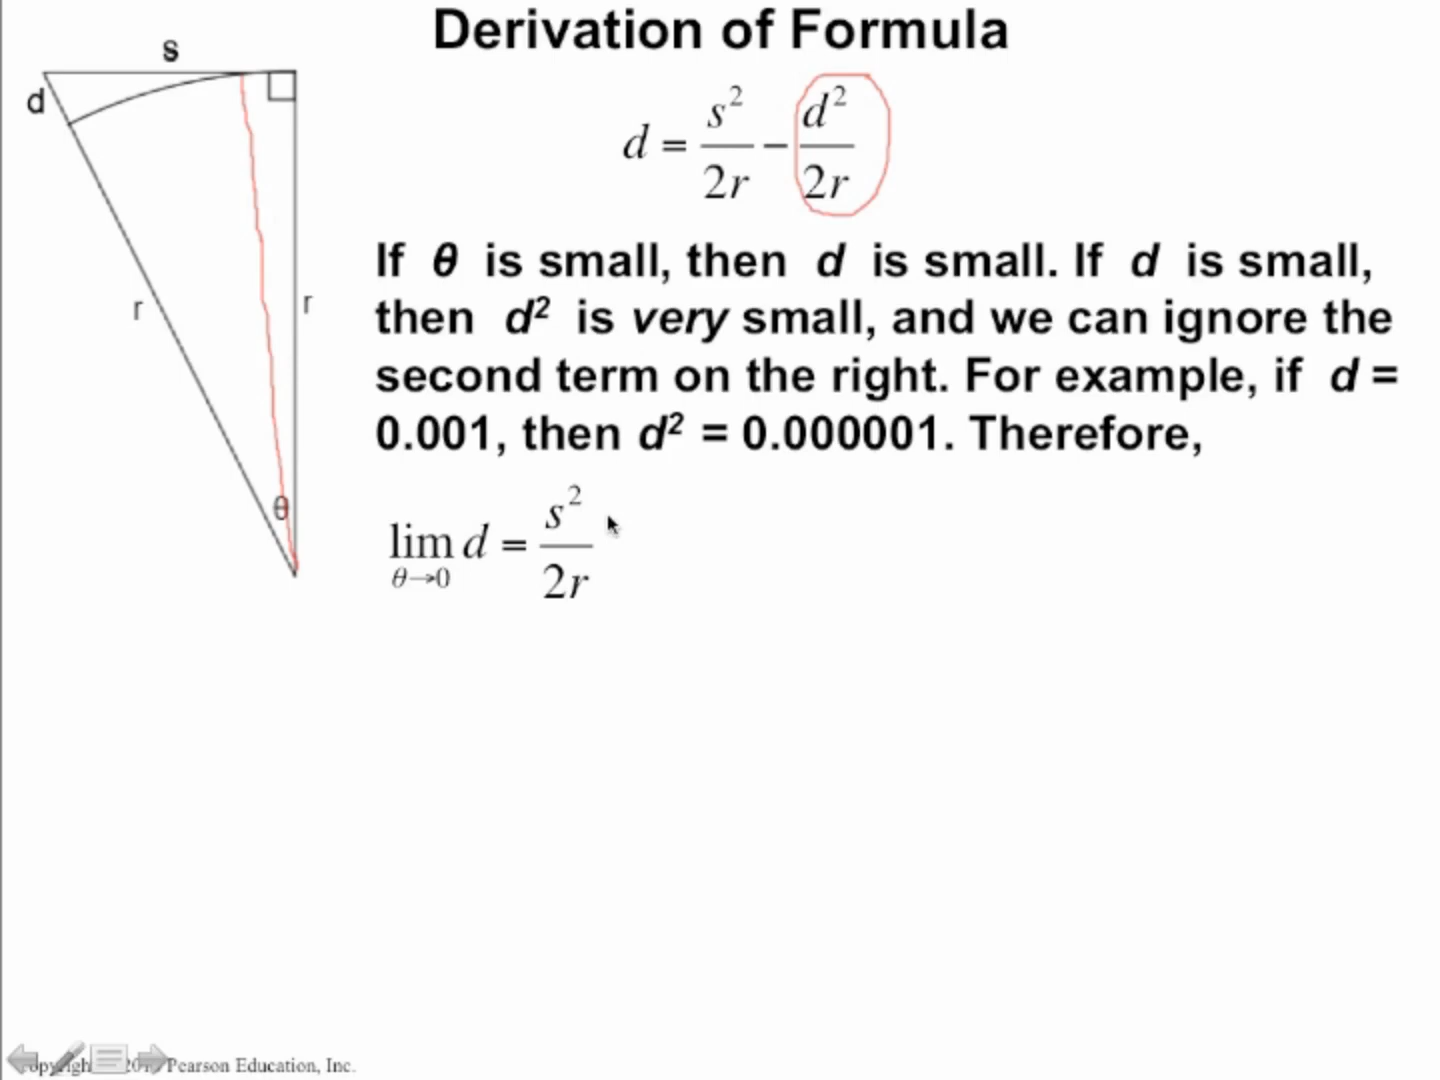 Derivation of Formula
s
d
r
r
θ
d = s²/2r − d²/2r
If θ is small, then d is small. If d is small,
then d² is very small, and we can ignore the
second term on the right. For example, if d =
0.001, then d² = 0.000001. Therefore,
lim θ→0 d = s²/2r
Pearson Education, Inc.